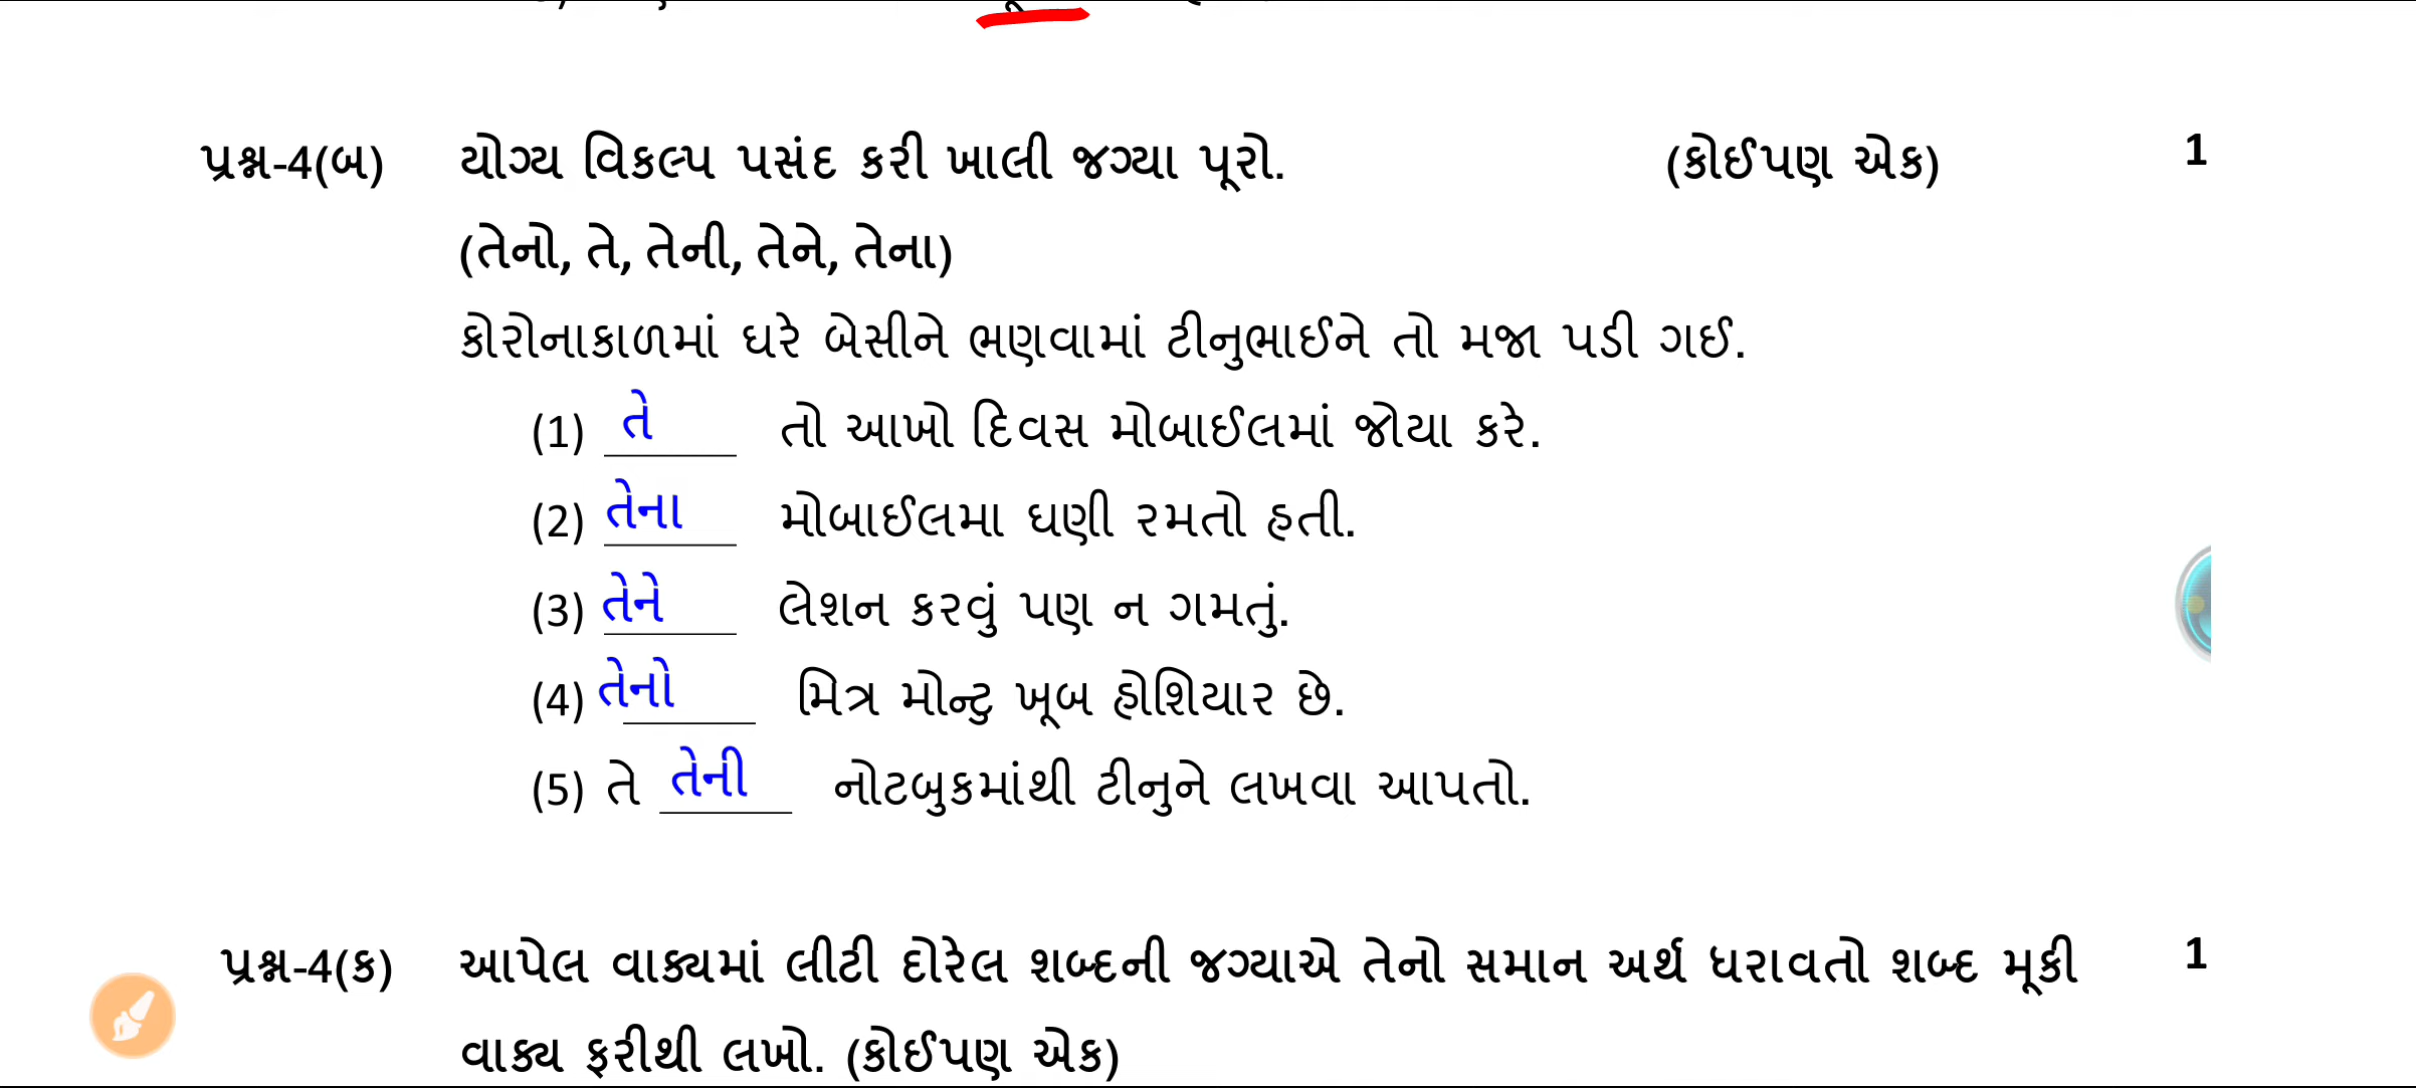 પ્રશ્ન-4(બ) યોગ્ય વિકલ્પ પસંદ કરી ખાલી જગ્યા પૂરો. (કોઈપણ એક) 1
(તેનો, તે, તેની, તેને, તેના)
કોરોનાકાળમાં ઘરે બેસીને ભણવામાં ટીનુભાઈને તો મજા પડી ગઈ.
(1) તે તો આખો દિવસ મોબાઈલમાં જોયા કરે.
(2) તેના મોબાઈલમા ઘણી રમતો હતી.
(3) તેને લેશન કરવું પણ ન ગમતું.
(4) તેનો મિત્ર મોન્ટુ ખૂબ હોશિયાર છે.
(5) તે તેની નોટબુકમાંથી ટીનુને લખવા આપતો.
પ્રશ્ન-4(ક) આપેલ વાક્યમાં લીટી દોરેલ શબ્દની જગ્યાએ તેનો સમાન અર્થ ધરાવતો શબ્દ મૂકી 1
વાક્ય ફરીથી લખો. (કોઈપણ એક)